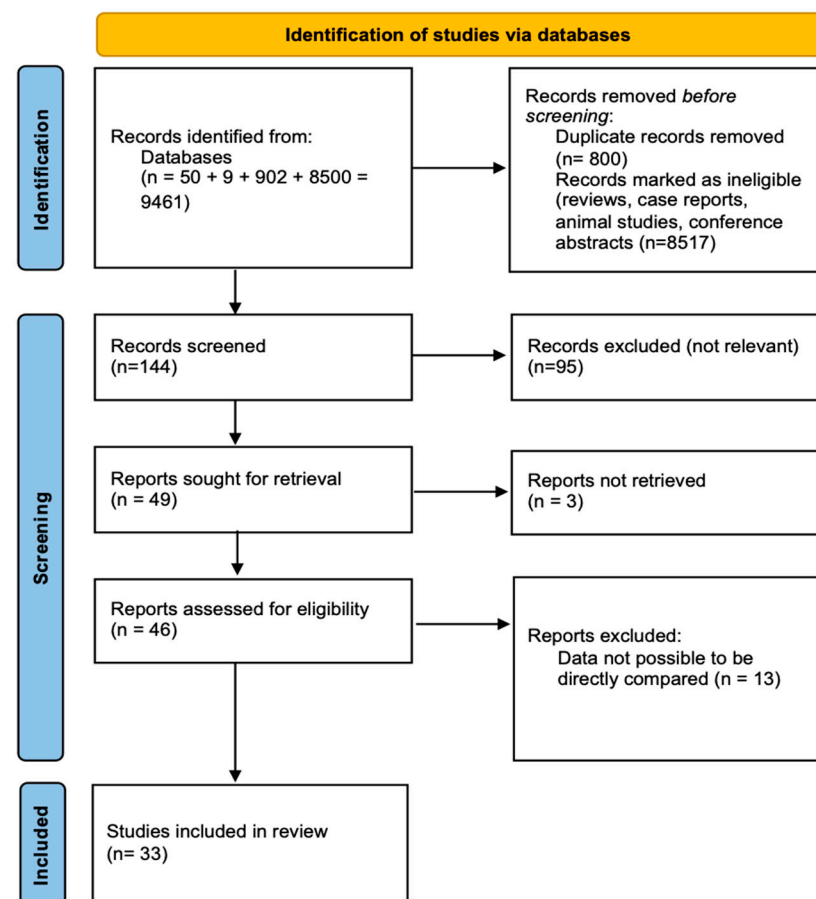 Identification of studies via databases
Identification
Records identified from:
Databases
(n = 50 + 9 + 902 + 8500 =
9461)
Records removed before
screening:
Duplicate records removed
(n= 800)
Records marked as ineligible
(reviews, case reports,
animal studies, conference
abstracts (n=8517)
Screening
Records screened
(n=144)
Records excluded (not relevant)
(n=95)
Reports sought for retrieval
(n = 49)
Reports not retrieved
(n = 3)
Reports assessed for eligibility
(n = 46)
Reports excluded:
Data not possible to be
directly compared (n = 13)
Included
Studies included in review
(n= 33)